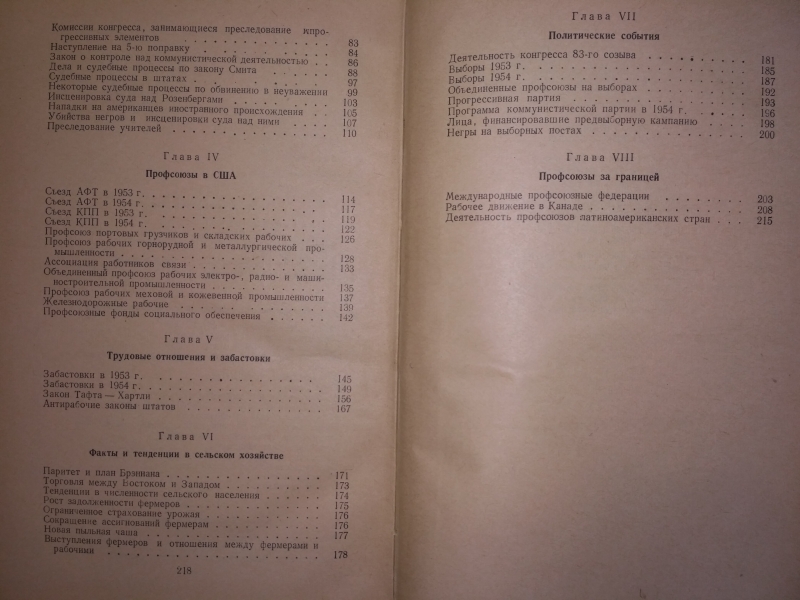 Комиссии конгресса, занимающиеся преследование впро-
грессивных элементов . . . . . . . . . . . . . . 83
Наступление на 5-ю поправку . . . . . . . . . . . 84
Закон о контроле над коммунистической деятельностью . . 86
Дела и судебные процессы по закону Смита . . . . . . 88
Судебные процессы в штатах . . . . . . . . . . . . 97
Некоторые судебные процессы по обвинению в неуважении 99
Инсценировка суда над Розенбергами . . . . . . . . 103
Нападки на американцев иностранного происхождения . . 105
Убийства негров и инсценировки суда над ними . . . . 107
Преследование учителей . . . . . . . . . . . . . . 110
Глава IV
Профсоюзы в США
Съезд АФТ в 1953 г. . . . . . . . . . . . . . . . 114
Съезд АФТ в 1954 г. . . . . . . . . . . . . . . . 117
Съезд КПП в 1953 г. . . . . . . . . . . . . . . . 119
Съезд КПП в 1954 г. . . . . . . . . . . . . . . . 122
Профсоюз портовых грузчиков и складских рабочих . . . 126
Профсоюз рабочих горнорудной и металлургической про-
мышленности . . . . . . . . . . . . . . . . . . 128
Ассоциация работников связи . . . . . . . . . . . . 133
Объединенный профсоюз рабочих электро-, радио- и маши-
ностроительной промышленности . . . . . . . . . . 135
Профсоюз рабочих меховой и кожевенной промышленности 137
Железнодорожные рабочие . . . . . . . . . . . . . 139
Профсоюзные фонды социального обеспечения . . . . . . 142
Глава V
Трудовые отношения и забастовки
Забастовки в 1953 г. . . . . . . . . . . . . . . 145
Забастовки в 1954 г. . . . . . . . . . . . . . . 149
Закон Тафта — Хартли . . . . . . . . . . . . . . 156
Антирабочие законы штатов . . . . . . . . . . . . 167
Глава VI
Факты и тенденции в сельском хозяйстве
Паритет и план Брэннана . . . . . . . . . . . . . 171
Торговля между Востоком и Западом . . . . . . . . . 173
Тенденции в численности сельского населения . . . . . 174
Рост задолженности фермеров . . . . . . . . . . . . 175
Ограниченное страхование урожая . . . . . . . . . . 176
Сокращение ассигнований фермерам . . . . . . . . . 176
Новая пыльная чаша . . . . . . . . . . . . . . . 177
Выступления фермеров и отношения между фермерами и
рабочими . . . . . . . . . . . . . . . . . . . 178
218
Глава VII
Политические события
Деятельность конгресса 83-го созыва . . . . . . . . 181
Выборы 1953 г. . . . . . . . . . . . . . . . . . 185
Выборы 1954 г. . . . . . . . . . . . . . . . . . 187
Объединенные профсоюзы на выборах . . . . . . . . . 192
Прогрессивная партия . . . . . . . . . . . . . . 193
Программа коммунистической партии в 1954 г. . . . . . 196
Лица, финансировавшие предвыборную кампанию . . . . . 198
Негры на выборных постах . . . . . . . . . . . . . 200
Глава VIII
Профсоюзы за границей
Международные профсоюзные федерации . . . . . . . . 203
Рабочее движение в Канаде . . . . . . . . . . . . 208
Деятельность профсоюзов латиноамериканских стран . . . 215